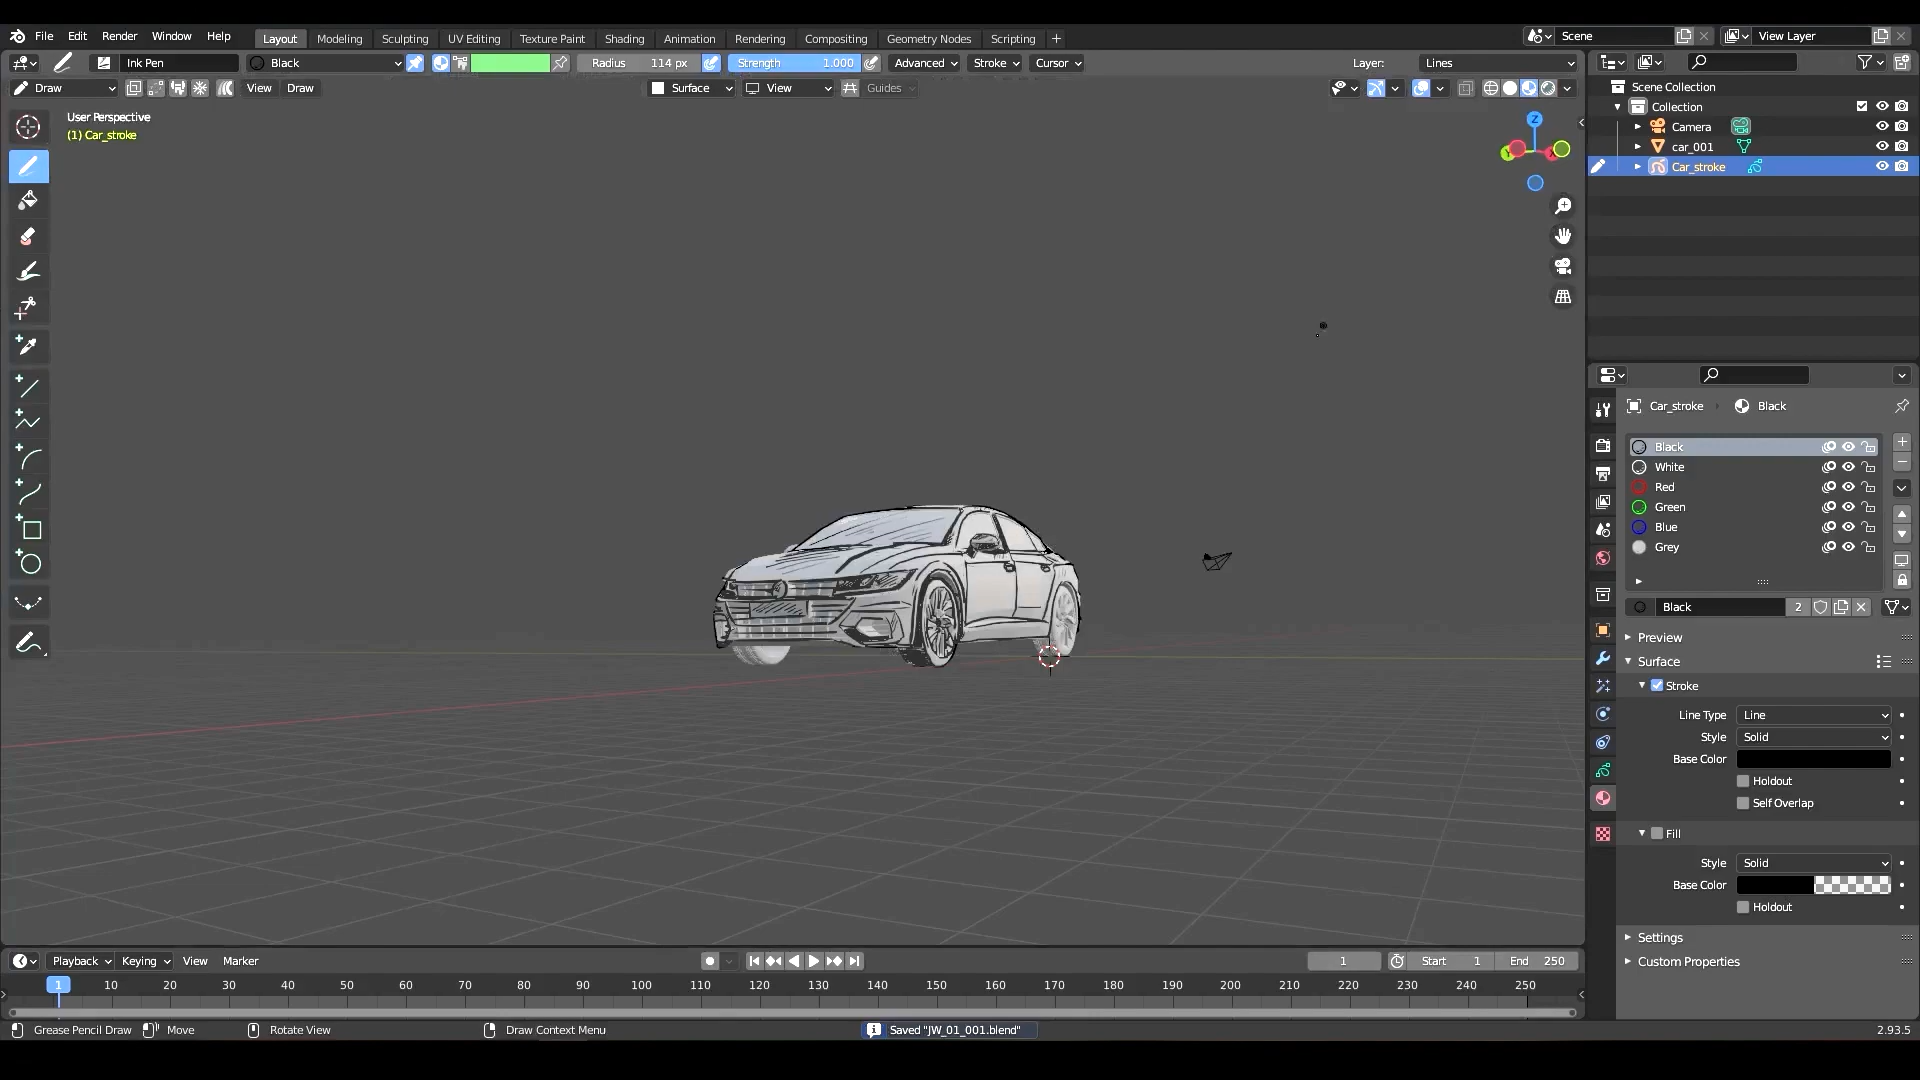 File Edit Render Window Help Layout Modeling Sculpting UV Editing Texture Paint Shading Animation Rendering Compositing Geometry Nodes Scripting + Scene View Layer
Ink Pen Black Radius 114 px Strength 1.000 Advanced Stroke Cursor Layer: Lines
Draw View Draw Surface View Guides
User Perspective
(1) Car_stroke
Z
Y
X
Scene Collection
Collection
Camera
car_001
Car_stroke
Car_stroke Black
Black
White
Red
Green
Blue
Grey
Black 2
Preview
Surface
Stroke
Line Type Line
Style Solid
Base Color
Holdout
Self Overlap
Fill
Style Solid
Base Color
Holdout
Settings
Custom Properties
Playback Keying View Marker 1 Start 1 End 250
1 10 20 30 40 50 60 70 80 90 100 110 120 130 140 150 160 170 180 190 200 210 220 230 240 250
Grease Pencil Draw Move Rotate View Draw Context Menu Saved "JW_01_001.blend" 2.93.5